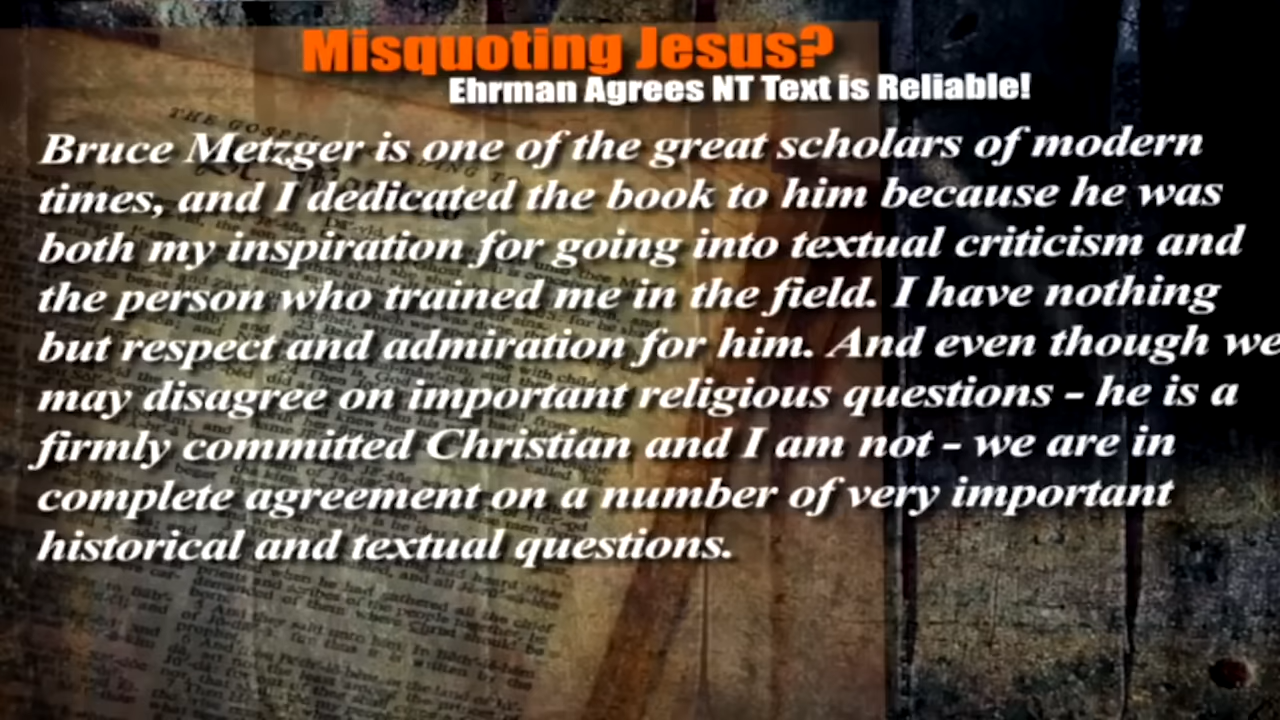 Misquoting Jesus?
Ehrman Agrees NT Text is Reliable!
Bruce Metzger is one of the great scholars of modern
times, and I dedicated the book to him because he was
both my inspiration for going into textual criticism and
the person who trained me in the field. I have nothing
but respect and admiration for him. And even though we
may disagree on important religious questions - he is a
firmly committed Christian and I am not - we are in
complete agreement on a number of very important
historical and textual questions.